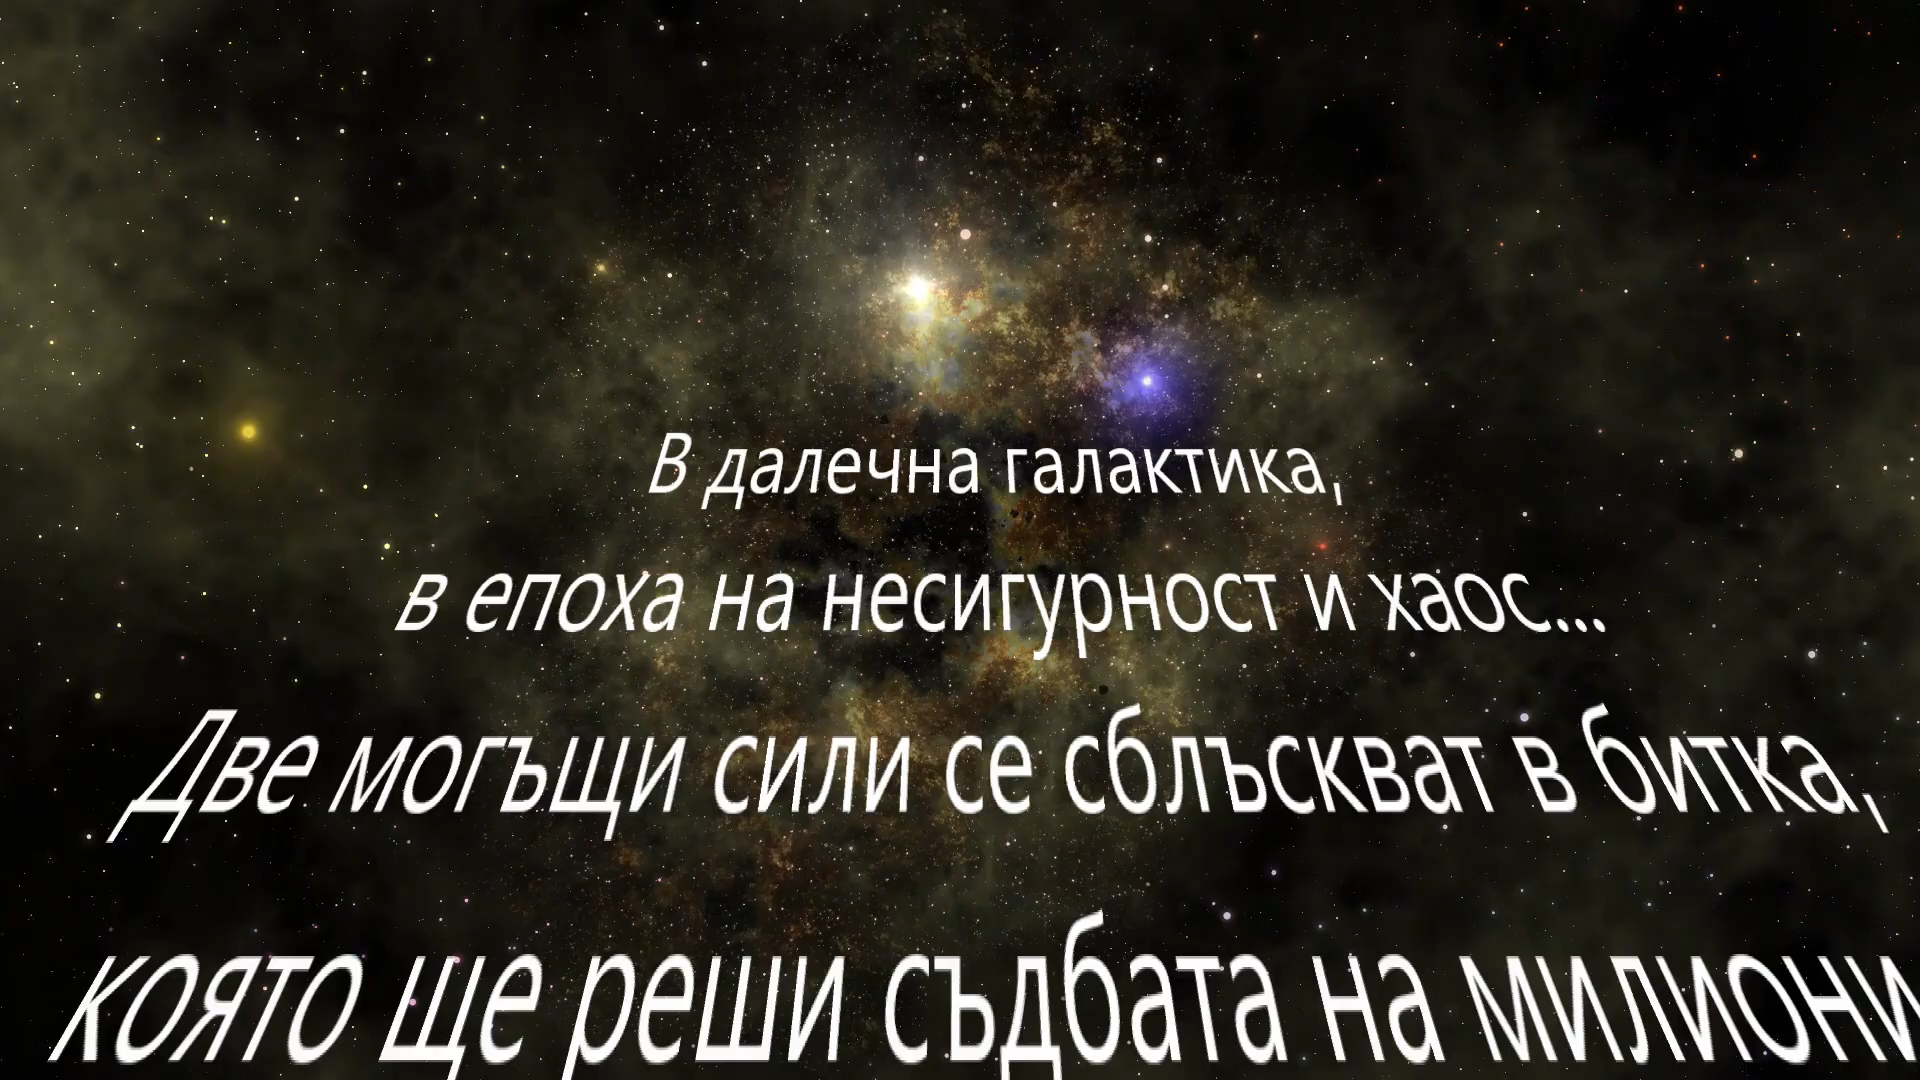 В далечна галактика,
в епоха на несигурност и хаос...
Две могъщи сили се сблъскват в битка,
която ще реши съдбата на милиони